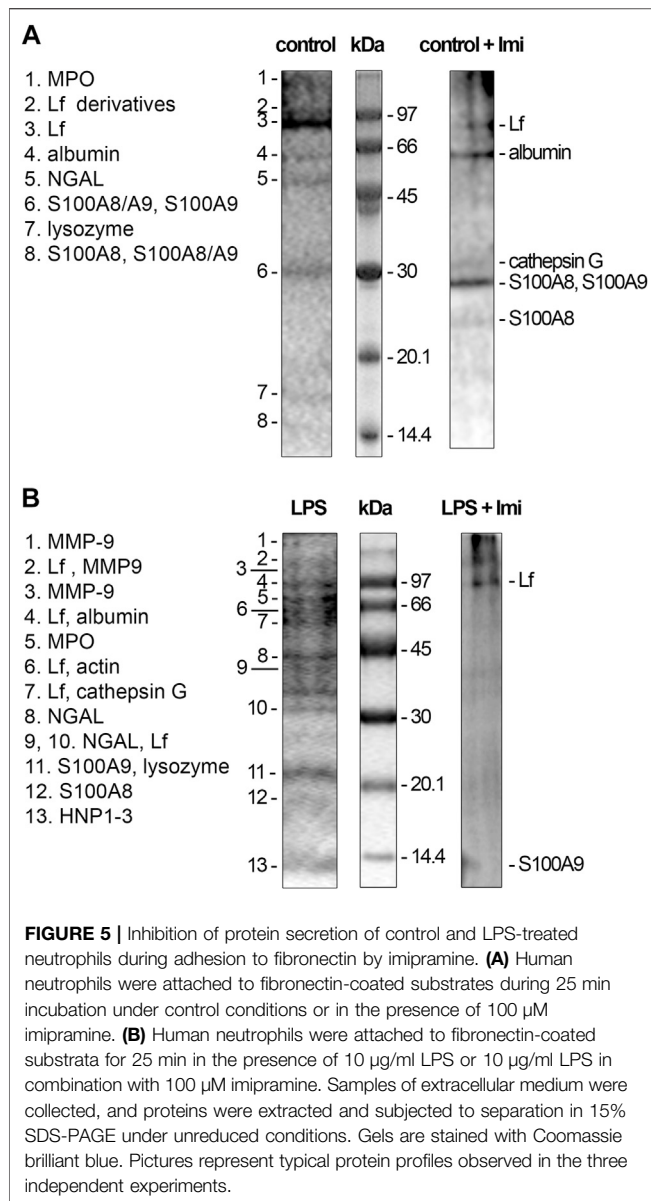 A
control kDa control + Imi
1. MPO
2. Lf derivatives
3. Lf
4. albumin
5. NGAL
6. S100A8/A9, S100A9
7. lysozyme
8. S100A8, S100A8/A9
1 -
2 -
3 -
4 -
5 -
6 -
7 -
8 -
- 97
- 66
- 45
- 30
- 20.1
- 14.4
- Lf
- albumin
- cathepsin G
- S100A8, S100A9
- S100A8
B
LPS kDa LPS + Imi
1. MMP-9
2. Lf , MMP9
3. MMP-9
4. Lf, albumin
5. MPO
6. Lf, actin
7. Lf, cathepsin G
8. NGAL
9, 10. NGAL, Lf
11. S100A9, lysozyme
12. S100A8
13. HNP1-3
1 -
2 -
3
4 -
5 -
6
7 -
8 -
9
10 -
11 -
12 -
13 -
- 97
- 66
- 45
- 30
- 20.1
- 14.4
- Lf
- S100A9
FIGURE 5 | Inhibition of protein secretion of control and LPS-treated
neutrophils during adhesion to fibronectin by imipramine. (A) Human
neutrophils were attached to fibronectin-coated substrates during 25 min
incubation under control conditions or in the presence of 100 µM
imipramine. (B) Human neutrophils were attached to fibronectin-coated
substrata for 25 min in the presence of 10 µg/ml LPS or 10 µg/ml LPS in
combination with 100 µM imipramine. Samples of extracellular medium were
collected, and proteins were extracted and subjected to separation in 15%
SDS-PAGE under unreduced conditions. Gels are stained with Coomassie
brilliant blue. Pictures represent typical protein profiles observed in the three
independent experiments.